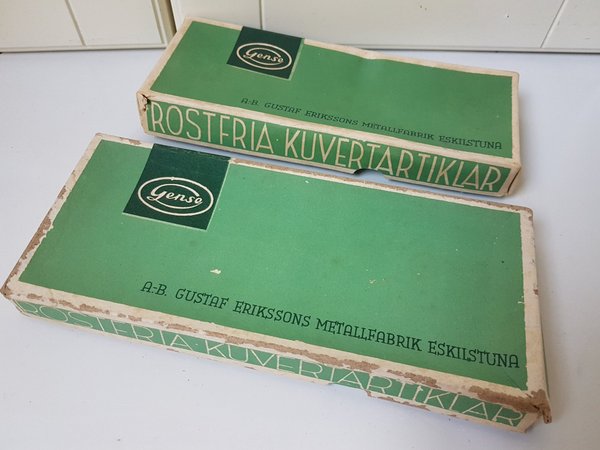 Gense
A-B. GUSTAF ERIKSSONS METALLFABRIK ESKILSTUNA
ROSTFRIA·KUVERTARTIKLAR
Gense
A-B. GUSTAF ERIKSSONS METALLFABRIK ESKILSTUNA
ROSTFRIA·KUVERTARTIKLAR